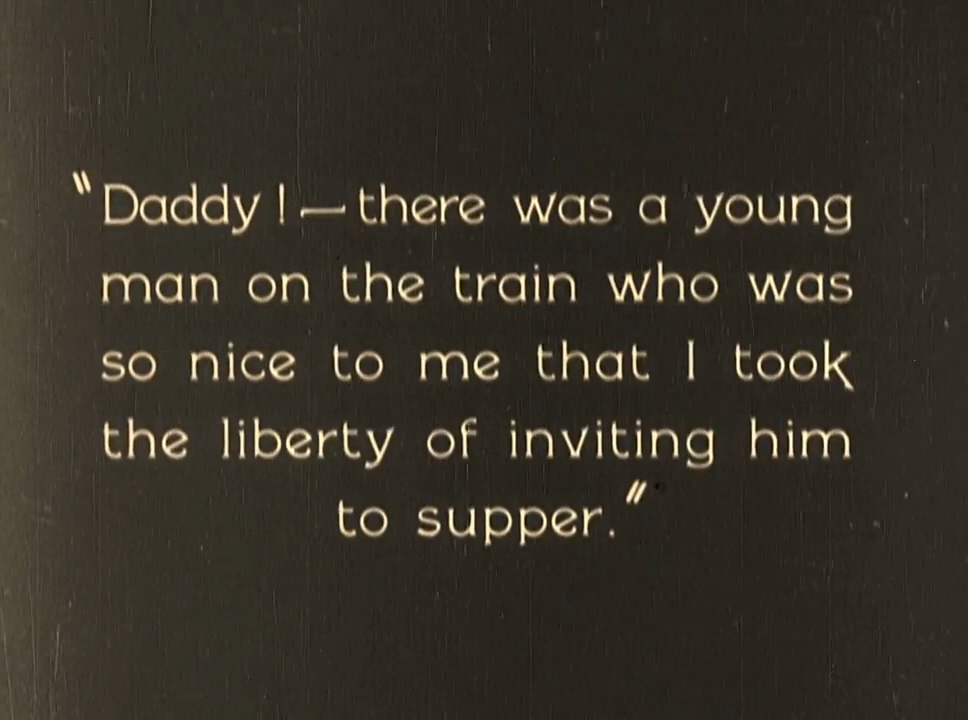 "Daddy! — there was a young
man on the train who was
so nice to me that I took
the liberty of inviting him
to supper."